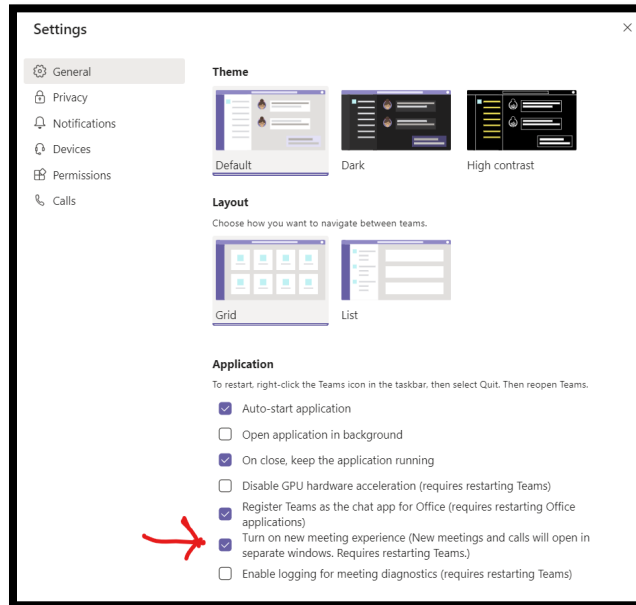 Settings
General
Privacy
Notifications
Devices
Permissions
Calls
Theme
Default
Dark
High contrast
Layout
Choose how you want to navigate between teams.
Grid
List
Application
To restart, right-click the Teams icon in the taskbar, then select Quit. Then reopen Teams.
Auto-start application
Open application in background
On close, keep the application running
Disable GPU hardware acceleration (requires restarting Teams)
Register Teams as the chat app for Office (requires restarting Office
applications)
Turn on new meeting experience (New meetings and calls will open in
separate windows. Requires restarting Teams.)
Enable logging for meeting diagnostics (requires restarting Teams)